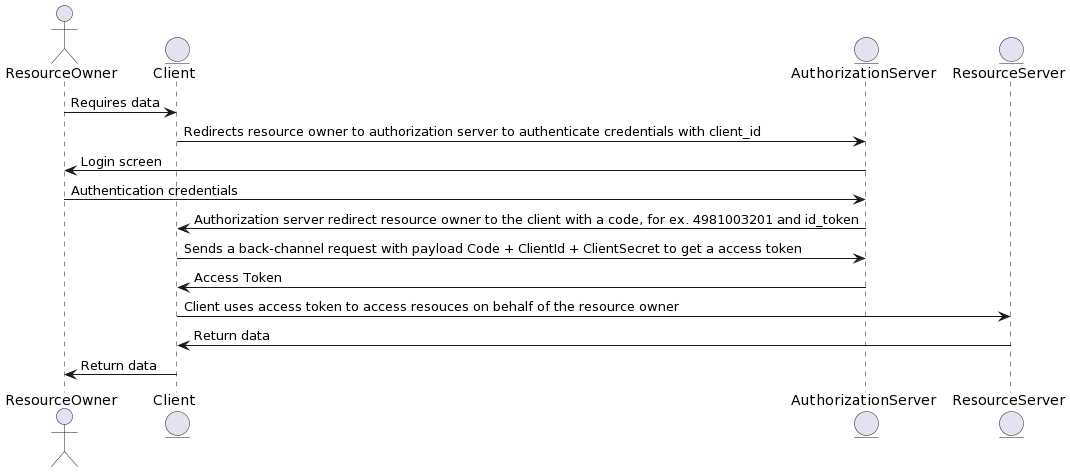 ResourceOwner Client AuthorizationServer ResourceServer
Requires data
Redirects resource owner to authorization server to authenticate credentials with client_id
Login screen
Authentication credentials
Authorization server redirect resource owner to the client with a code, for ex. 4981003201 and id_token
Sends a back-channel request with payload Code + ClientId + ClientSecret to get a access token
Access Token
Client uses access token to access resouces on behalf of the resource owner
Return data
Return data
ResourceOwner Client AuthorizationServer ResourceServer